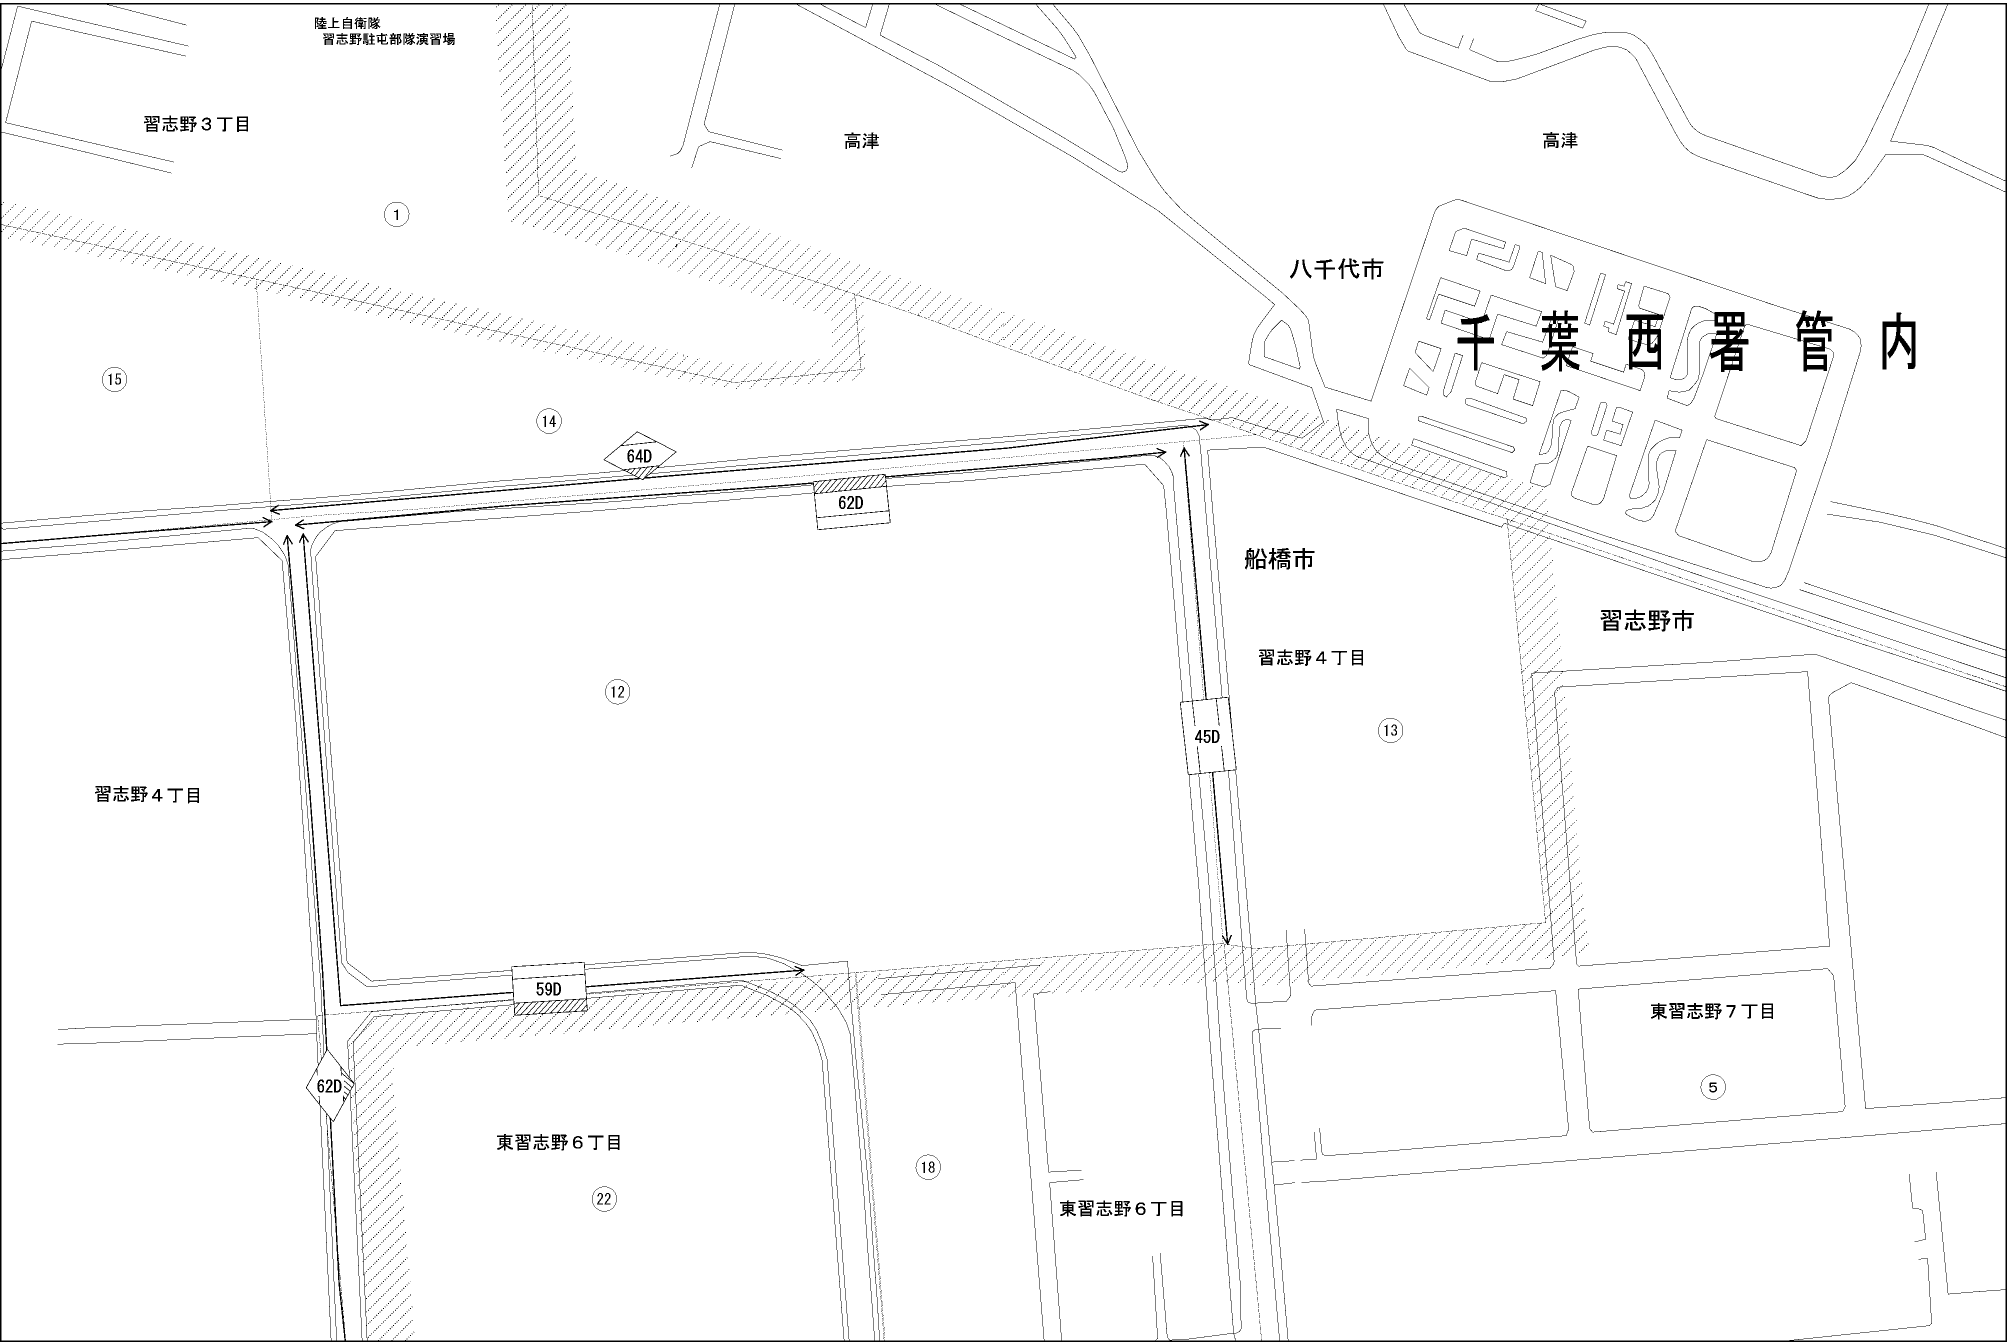 陸上自衛隊
習志野駐屯部隊演習場
習志野３丁目
高津
高津
1
八千代市
千葉西署管内
15
14
64D
62D
船橋市
習志野市
習志野４丁目
12
13
45D
習志野４丁目
59D
東習志野７丁目
62D
5
東習志野６丁目
18
22
東習志野６丁目